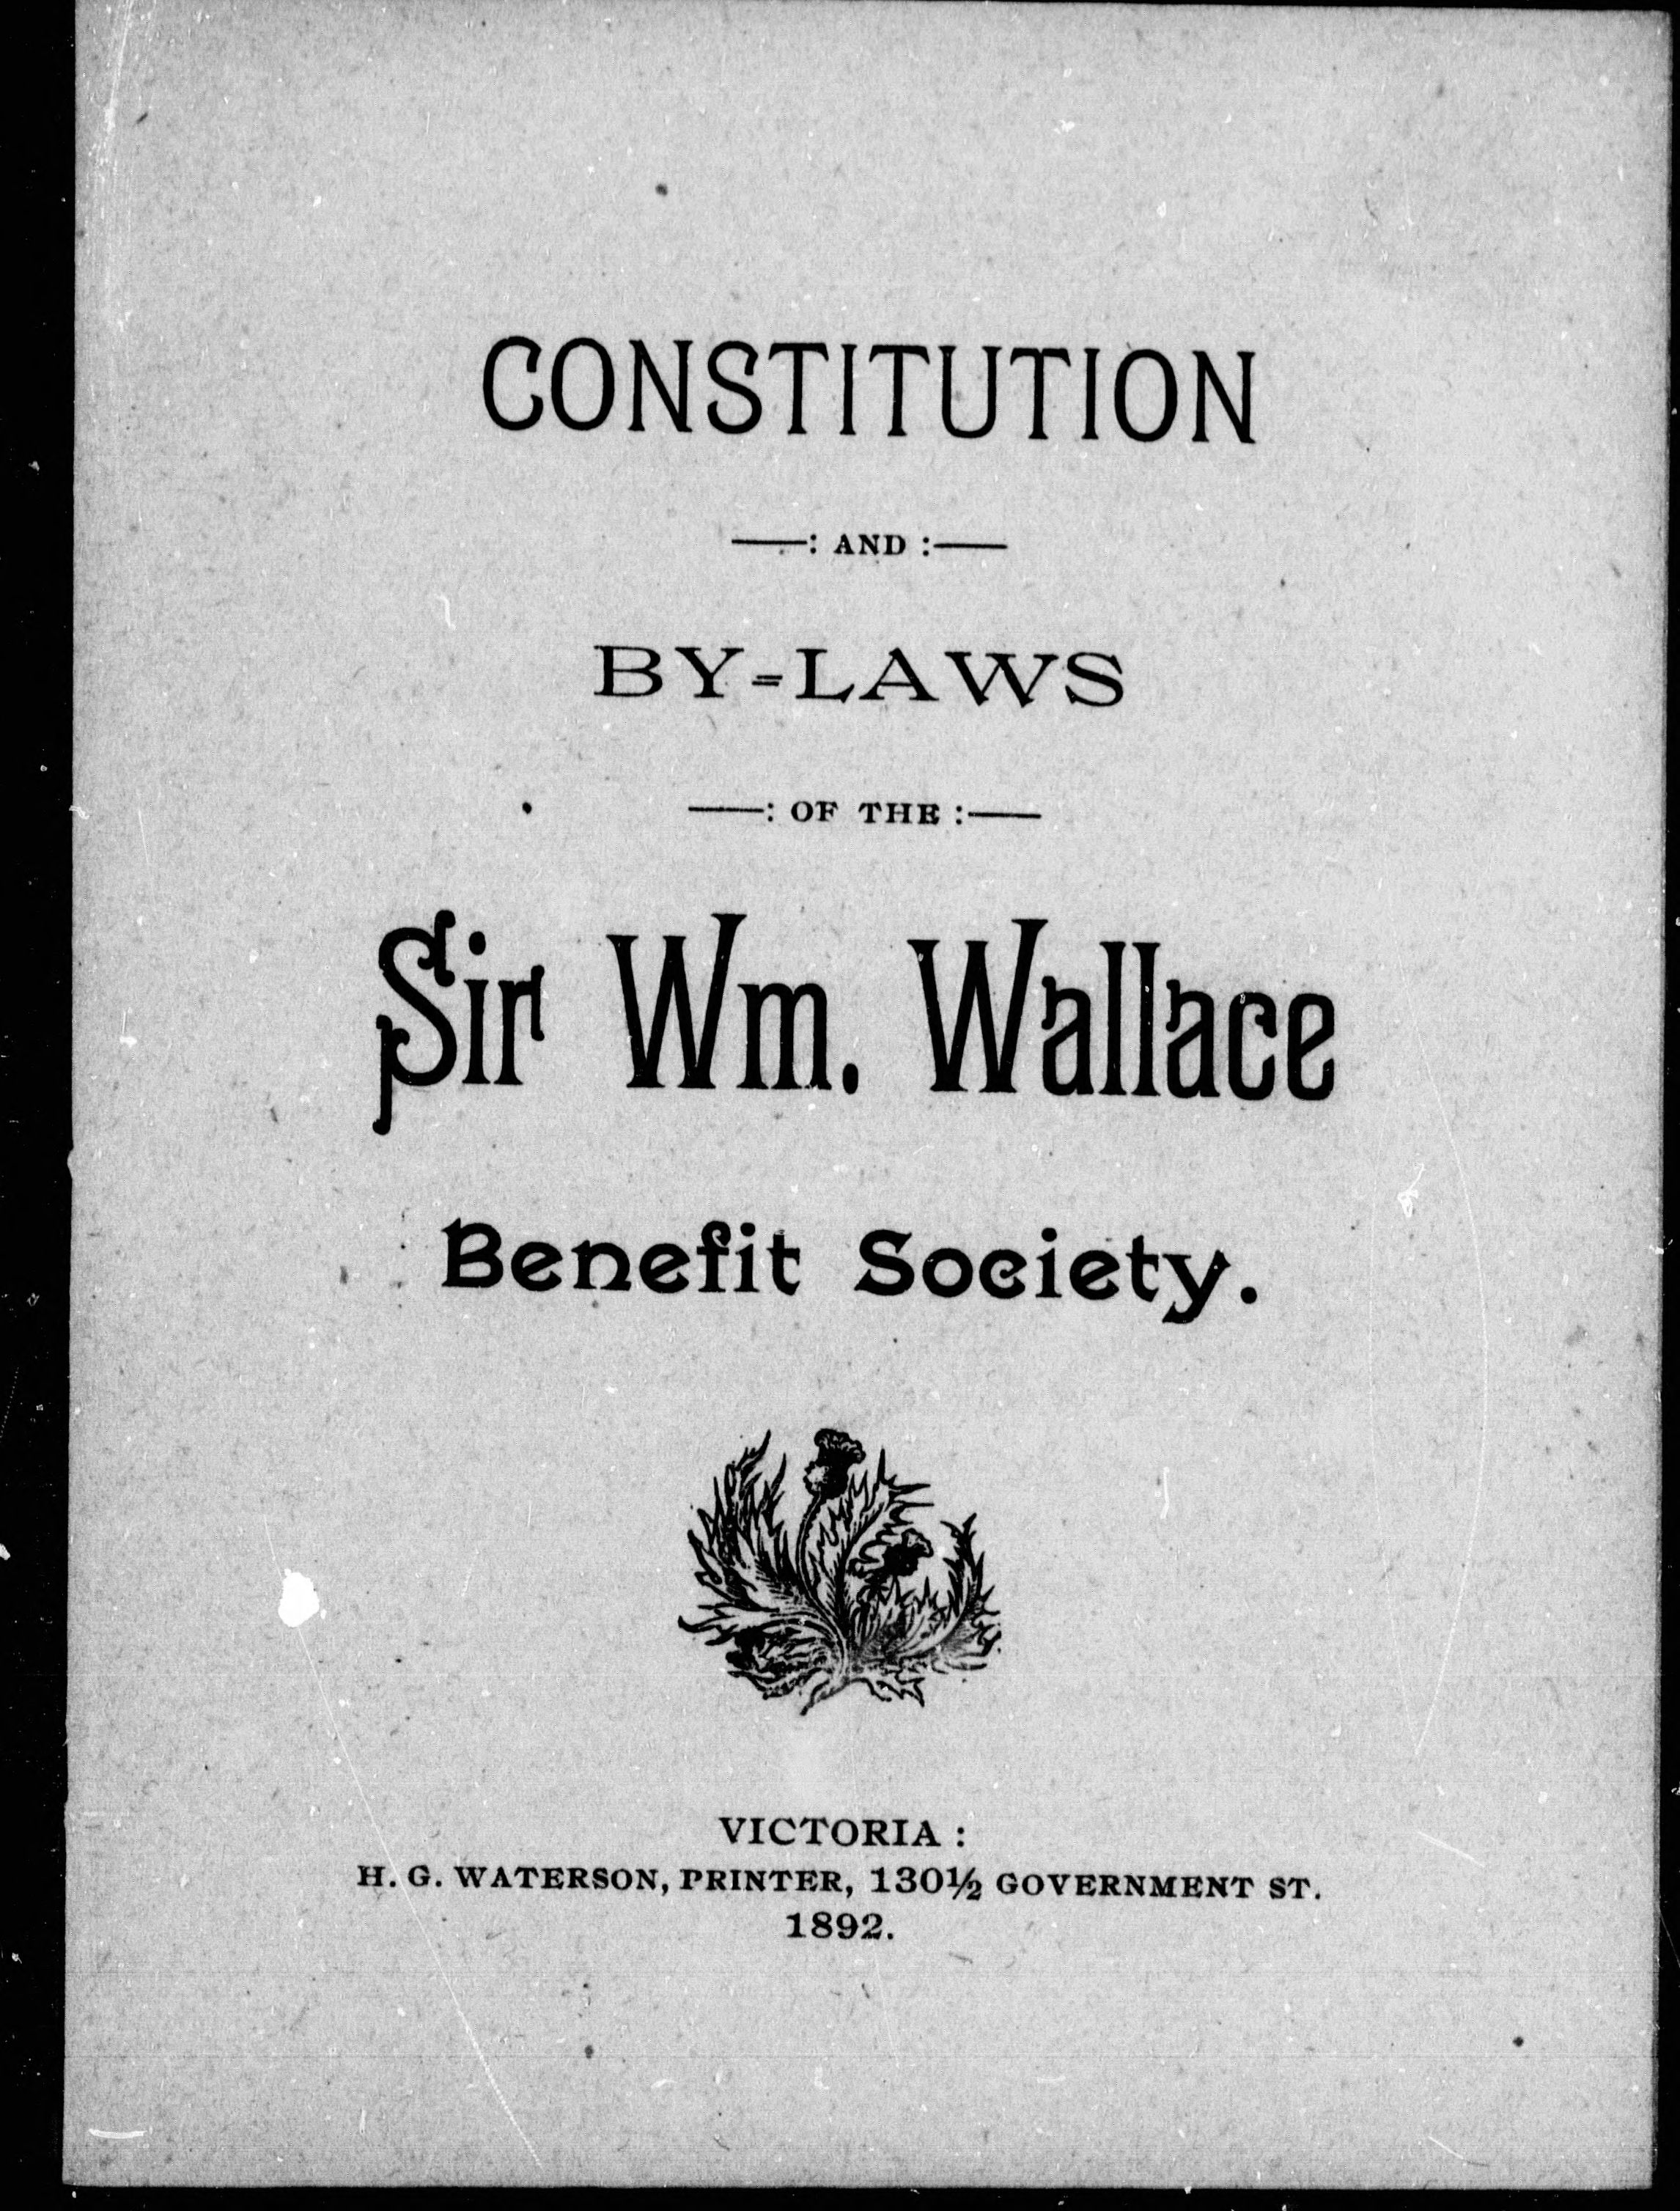 CONSTITUTION
——: AND :——
BY-LAWS
——: OF THE :——
Sir Wm. Wallace
Benefit Society.
VICTORIA :
H. G. WATERSON, PRINTER, 130½ GOVERNMENT ST.
1892.